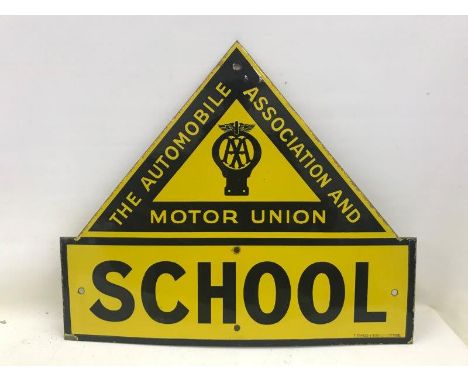 THE AUTOMOBILE
ASSOCIATION AND
AA
MOTOR UNION
SCHOOL